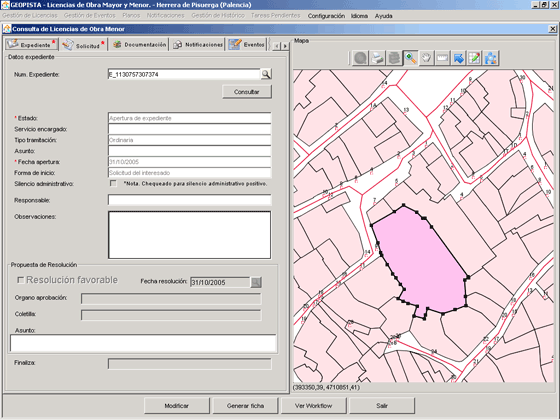 GEOPISTA - Licencias de Obra Mayor y Menor. - Herrera de Pisuerga (Palencia)
Gestión de Licencias Gestión de Eventos Planos Notificaciones Gestión de Histórico Tareas Pendientes Configuración Idioma Ayuda
Consulta de Licencias de Obra Menor
Expediente Solicitud Documentación Notificaciones Eventos
Mapa
Datos expediente
Num. Expediente: E_1130757307374
Consultar
* Estado: Apertura de expediente
Servicio encargado:
Tipo tramitación: Ordinaria
Asunto:
* Fecha apertura: 31/10/2005
Forma de inicio: Solicitud del interesado
Silencio administrativo: *Nota: Chequeado para silencio administrativo positivo.
Responsable:
Observaciones:
Propuesta de Resolución
Resolución favorable Fecha resolución: 31/10/2005
Organo aprobación:
Coletilla:
Asunto:
Finaliza:
(393350,39, 4710851,41)
Modificar Generar ficha Ver Workflow Salir